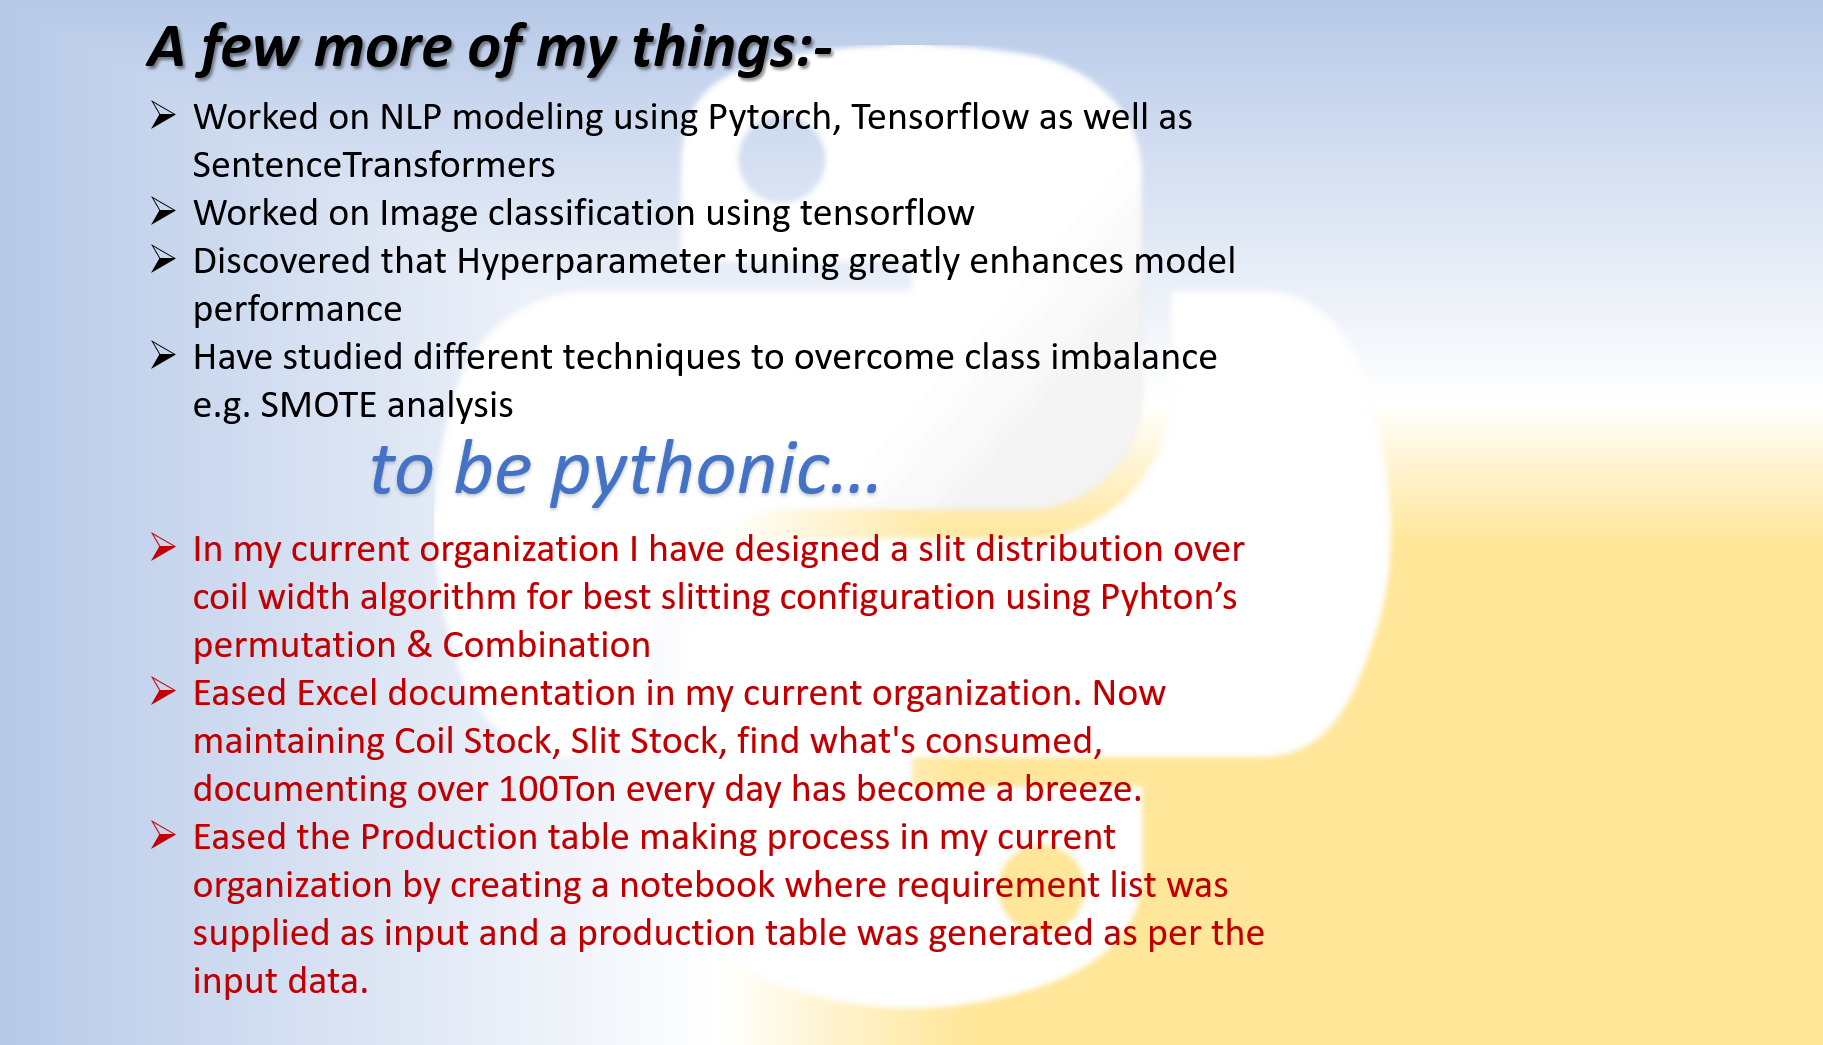 A few more of my things:-
➢ Worked on NLP modeling using Pytorch, Tensorflow as well as
SentenceTransformers
➢ Worked on Image classification using tensorflow
➢ Discovered that Hyperparameter tuning greatly enhances model
performance
➢ Have studied different techniques to overcome class imbalance
e.g. SMOTE analysis
to be pythonic...
➢ In my current organization I have designed a slit distribution over
coil width algorithm for best slitting configuration using Pyhton’s
permutation & Combination
➢ Eased Excel documentation in my current organization. Now
maintaining Coil Stock, Slit Stock, find what's consumed,
documenting over 100Ton every day has become a breeze.
➢ Eased the Production table making process in my current
organization by creating a notebook where requirement list was
supplied as input and a production table was generated as per the
input data.